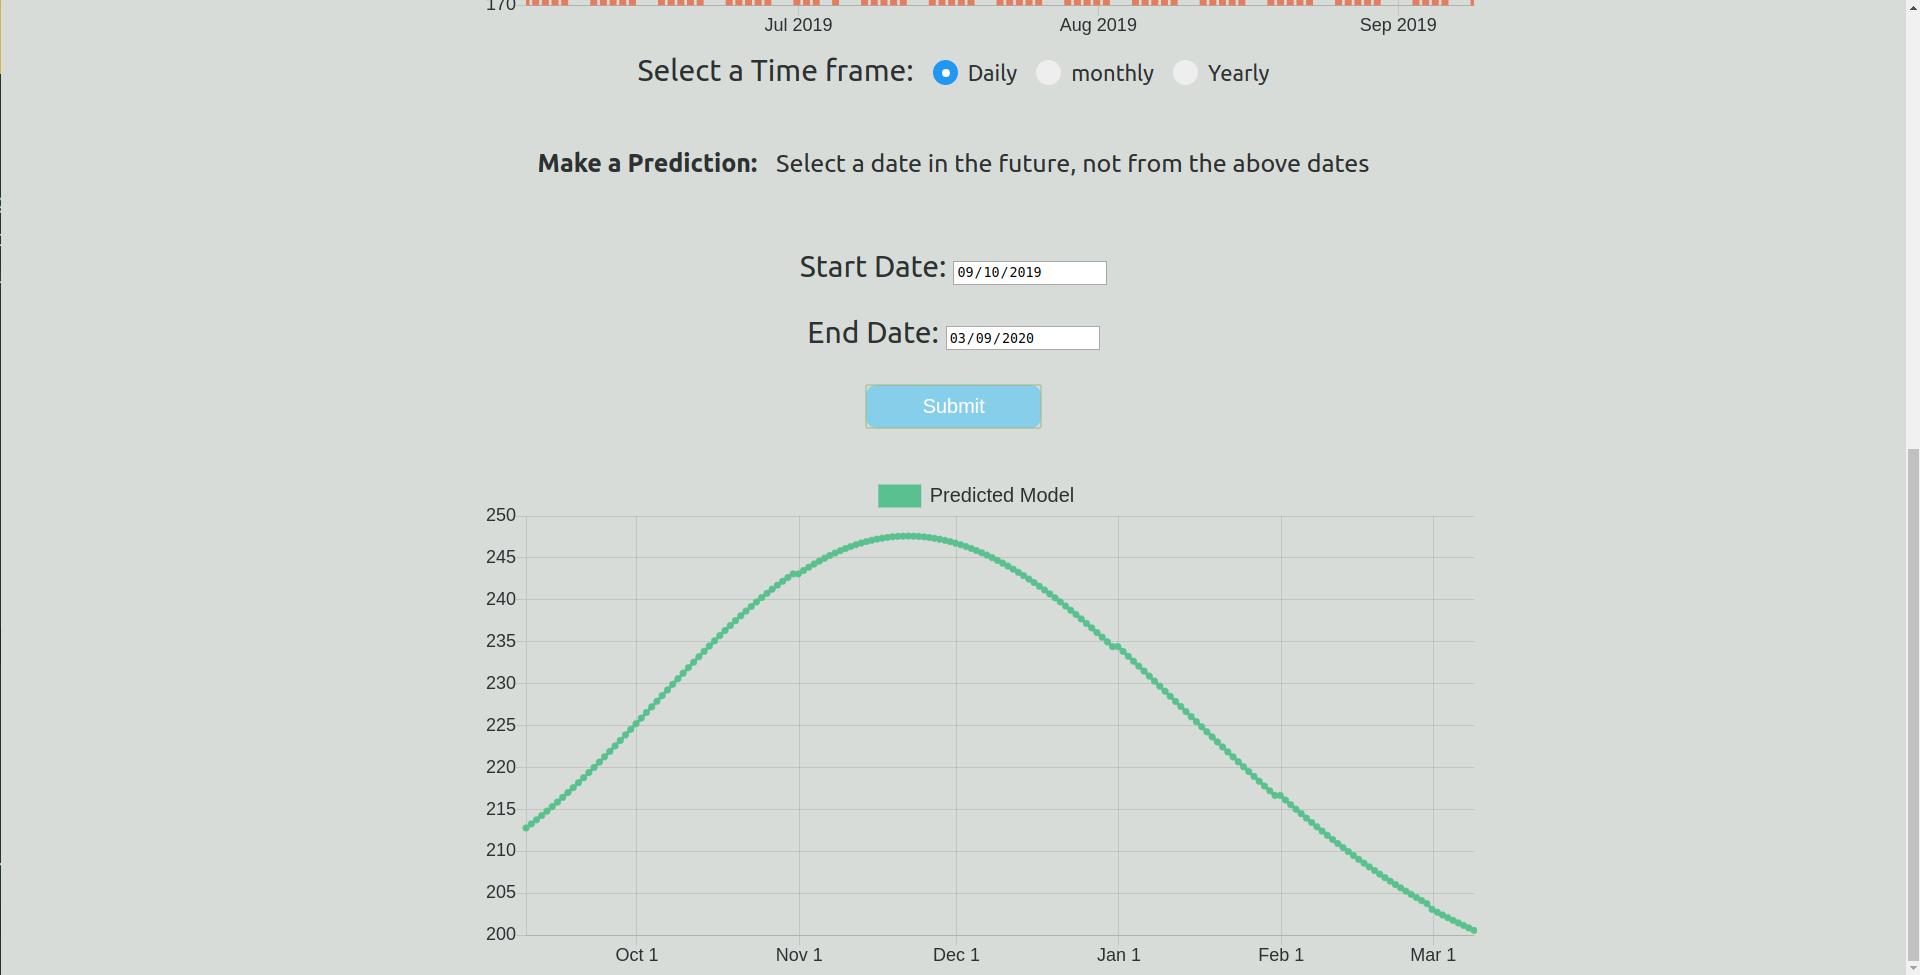 170
Jul 2019 Aug 2019 Sep 2019
Select a Time frame: Daily monthly Yearly
Make a Prediction: Select a date in the future, not from the above dates
Start Date: 09/10/2019
End Date: 03/09/2020
Submit
Predicted Model
250
245
240
235
230
225
220
215
210
205
200
Oct 1 Nov 1 Dec 1 Jan 1 Feb 1 Mar 1